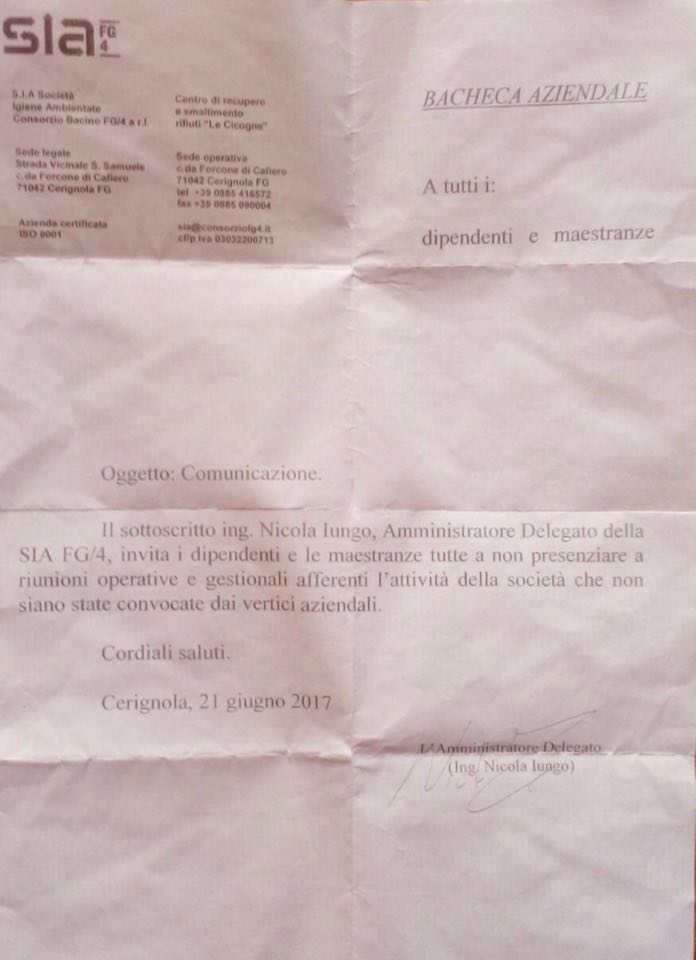 sia FG 4
S.I.A Società
Igiene Ambientate
Consorzio Bacino FG/4 a r.l.
Sede legale
Strada Vicinale S. Samuele
c.da Forcone di Cafiero
71042 Cerignola FG
Azienda certificata
ISO 9001
Centro di recupero
e smaltimento
rifiuti "Le Cicogne"
Sede operativa
c.da Forcone di Cafiero
71042 Cerignola FG
tel +39 0885 416572
fax +39 0885 090004
sia@consorziofg4.it
c/ip iva 03032200713
BACHECA AZIENDALE
A tutti i:
dipendenti e maestranze
Oggetto: Comunicazione.
Il sottoscritto ing. Nicola Iungo, Amministratore Delegato della
SIA FG/4, invita i dipendenti e le maestranze tutte a non presenziare a
riunioni operative e gestionali afferenti l'attività della società che non
siano state convocate dai vertici aziendali.
Cordiali saluti.
Cerignola, 21 giugno 2017
L'Amministratore Delegato
(Ing. Nicola Iungo)